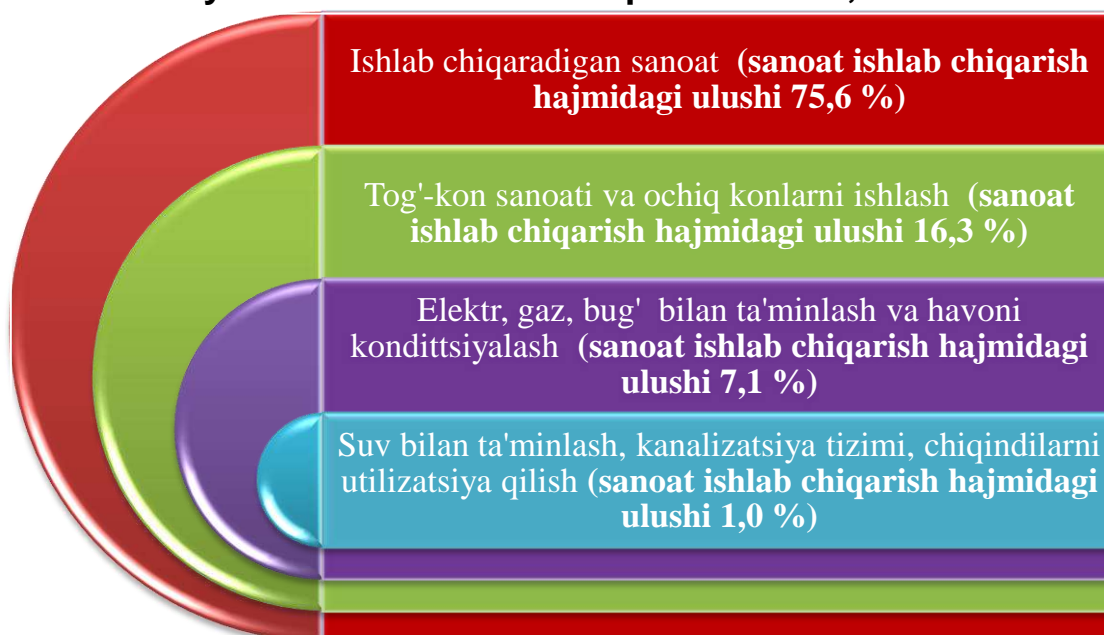 Ishlab chiqaradigan sanoat (sanoat ishlab chiqarish
hajmidagi ulushi 75,6 %)
Tog'-kon sanoati va ochiq konlarni ishlash (sanoat
ishlab chiqarish hajmidagi ulushi 16,3 %)
Elektr, gaz, bug' bilan ta'minlash va havoni
kondittsiyalash (sanoat ishlab chiqarish hajmidagi
ulushi 7,1 %)
Suv bilan ta'minlash, kanalizatsiya tizimi, chiqindilarni
utilizatsiya qilish (sanoat ishlab chiqarish hajmidagi
ulushi 1,0 %)